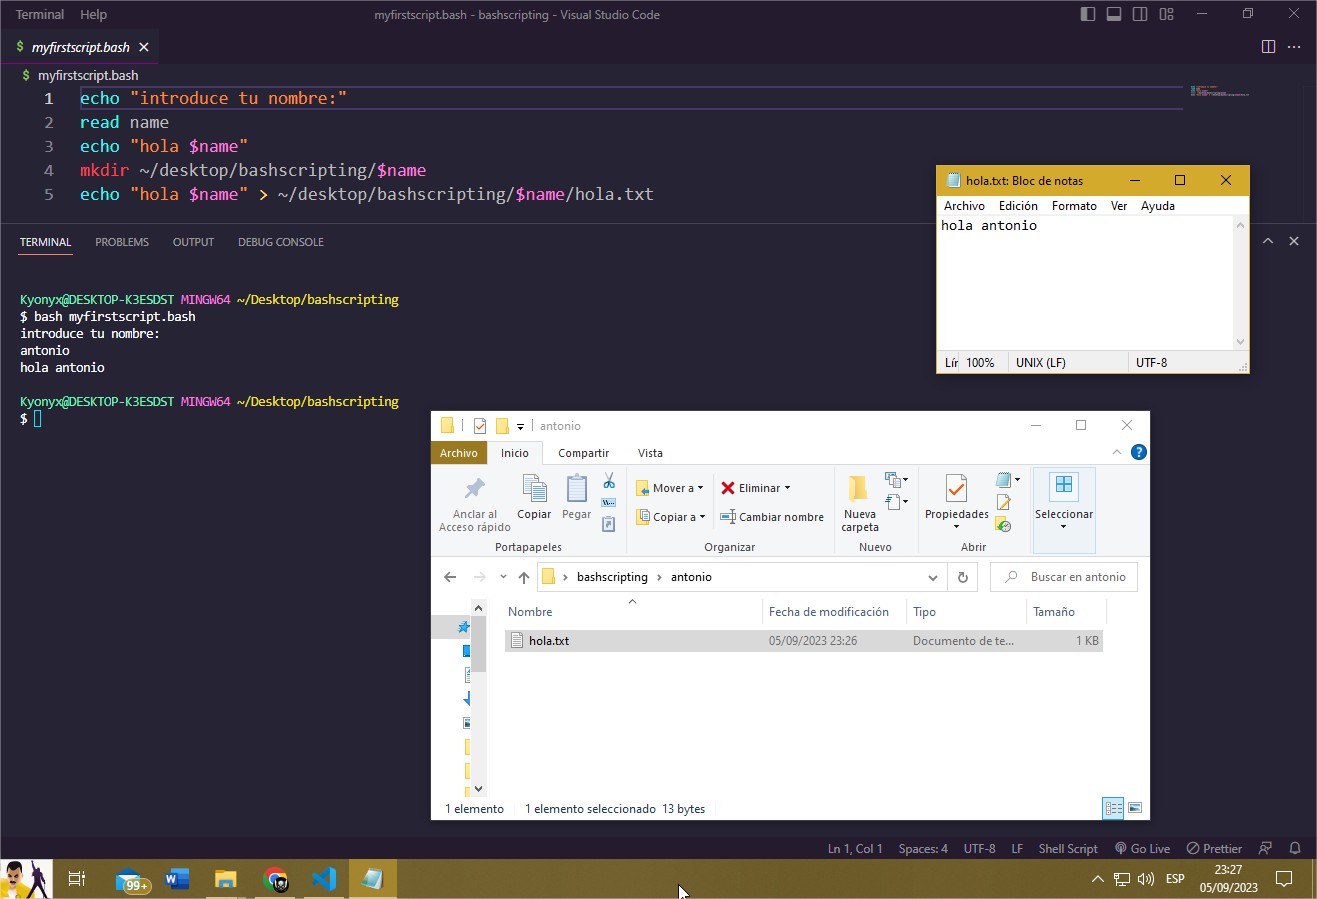 Terminal Help
myfirstscript.bash - bashscripting - Visual Studio Code
$ myfirstscript.bash
$ myfirstscript.bash
1 echo "introduce tu nombre:"
2 read name
3 echo "hola $name"
4 mkdir ~/desktop/bashscripting/$name
5 echo "hola $name" > ~/desktop/bashscripting/$name/hola.txt
TERMINAL PROBLEMS OUTPUT DEBUG CONSOLE
Kyonyx@DESKTOP-K3ESDST MINGW64 ~/Desktop/bashscripting
$ bash myfirstscript.bash
introduce tu nombre:
antonio
hola antonio
Kyonyx@DESKTOP-K3ESDST MINGW64 ~/Desktop/bashscripting
$
hola.txt: Bloc de notas
Archivo Edición Formato Ver Ayuda
hola antonio
Lír 100% UNIX (LF) UTF-8
antonio
Archivo Inicio Compartir Vista
Anclar al
Acceso rápido
Copiar
Pegar
Portapapeles
Mover a
Copiar a
Eliminar
Cambiar nombre
Organizar
Nueva
carpeta
Nuevo
Propiedades
Abrir
Seleccionar
bashscripting > antonio
Buscar en antonio
Nombre Fecha de modificación Tipo Tamaño
hola.txt 05/09/2023 23:26 Documento de te... 1 KB
1 elemento 1 elemento seleccionado 13 bytes
Ln 1, Col 1 Spaces: 4 UTF-8 LF Shell Script Go Live Prettier
99+
ESP
23:27
05/09/2023